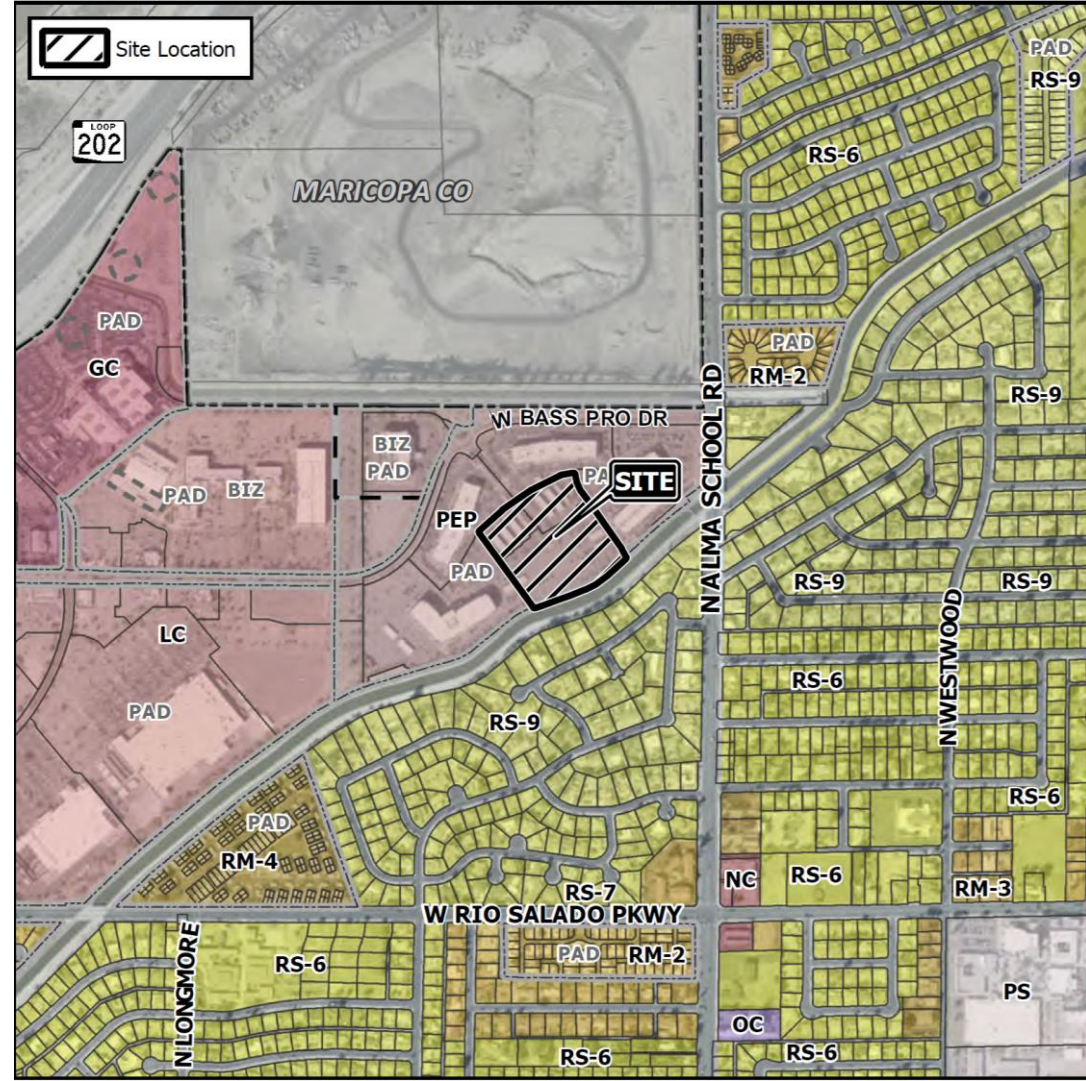 Site Location
LOOP
202
MARICOPA CO
PAD
RS-9
RS-6
PAD
GC
PAD
RM-2
RS-9
W BASS PRO DR
N ALMA SCHOOL RD
BIZ
PAD
PAD
BIZ
PEP
PAD
PA
SITE
RS-9
RS-9
LC
PAD
RS-9
RS-6
N WESTWOOD
RS-6
PAD
RM-4
NC
RS-6
RM-3
RS-7
W RIO SALADO PKWY
N LONGMORE
RS-6
PAD
RM-2
PS
OC
RS-6
RS-6